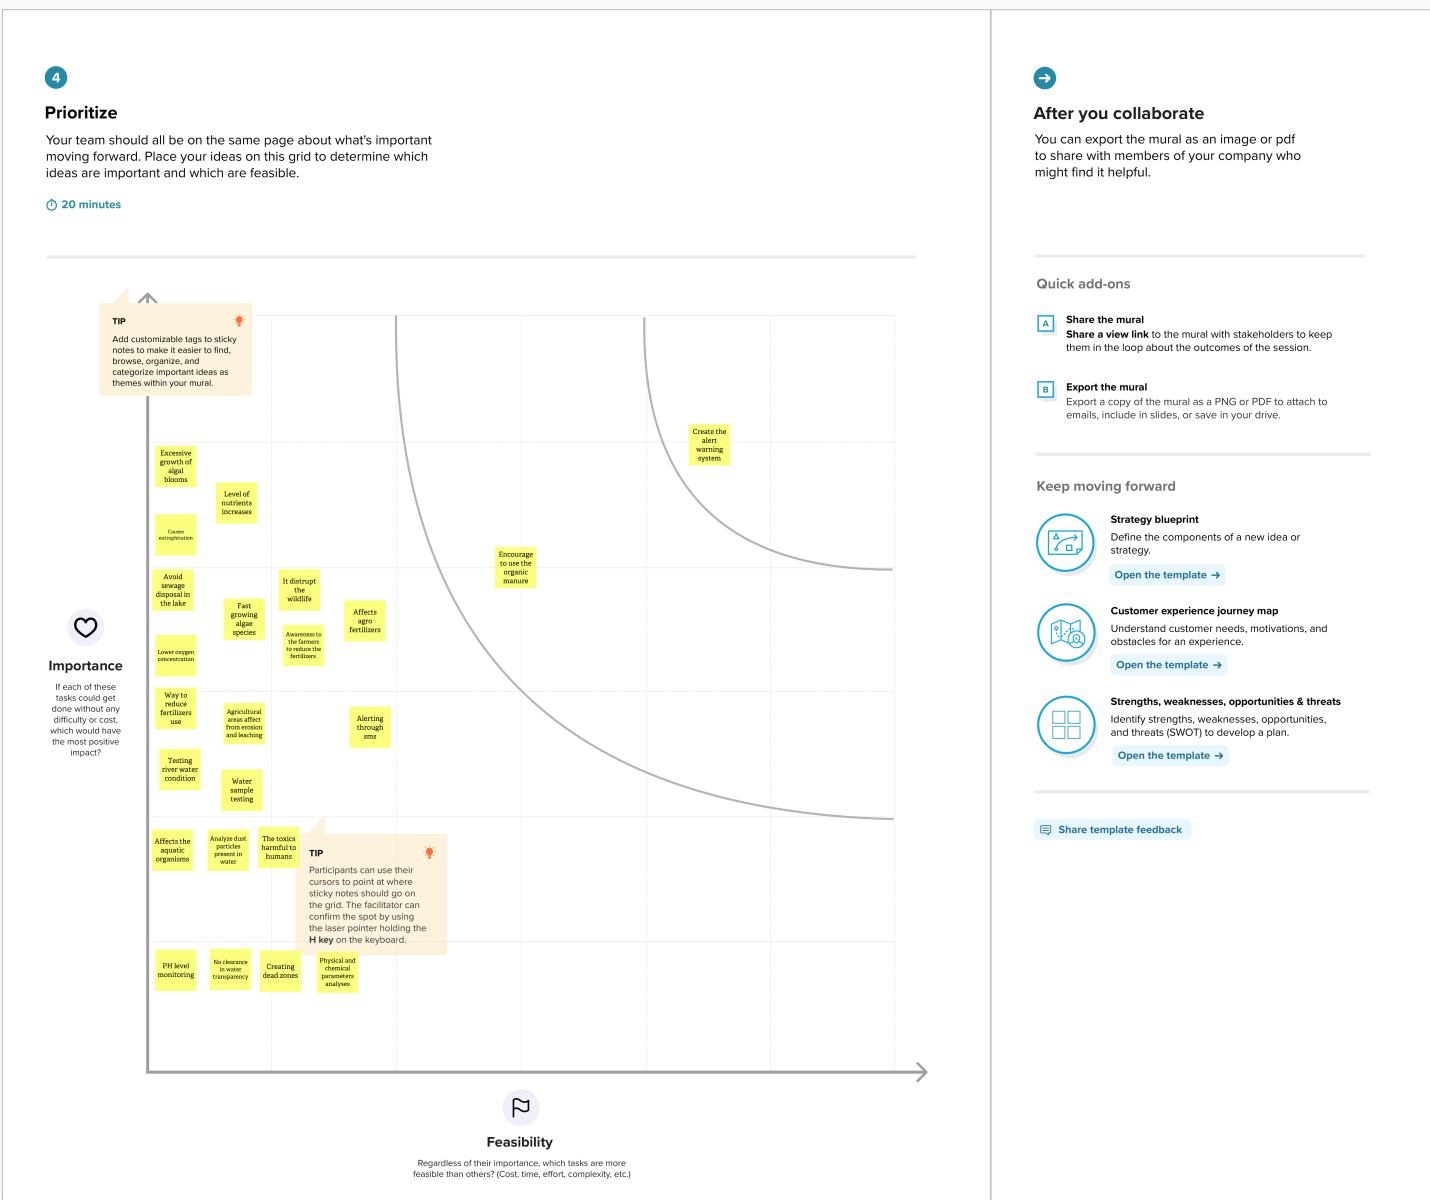 4
Prioritize
Your team should all be on the same page about what's important
moving forward. Place your ideas on this grid to determine which
ideas are important and which are feasible.
20 minutes
TIP
Add customizable tags to sticky
notes to make it easier to find,
browse, organize, and
categorize important ideas as
themes within your mural.
Create the
alert
warning
system
Excessive
growth of
algal
blooms
Level of
nutrients
increases
Causes
eutrophication
Encourage
to use the
organic
manure
Avoid
sewage
disposal in
the lake
It distrupt
the
wildlife
Fast
growing
algae
species
Affects
agro
fertilizers
Awareness to
the farmers
to reduce the
fertilizers
Lower oxygen
concentration
Way to
reduce
fertilizers
use
Agricultural
areas affect
from erosion
and leaching
Alerting
through
sms
Testing
river water
condition
Water
sample
testing
Affects the
aquatic
organisms
Analyze dust
particles
present in
water
The toxics
harmful to
humans
TIP
Participants can use their
cursors to point at where
sticky notes should go on
the grid. The facilitator can
confirm the spot by using
the laser pointer holding the
H key on the keyboard.
PH level
monitoring
No clearance
in water
transparency
Creating
dead zones
Physical and
chemical
parameters
analyses
Importance
If each of these
tasks could get
done without any
difficulty or cost,
which would have
the most positive
impact?
Feasibility
Regardless of their importance, which tasks are more
feasible than others? (Cost, time, effort, complexity, etc.)
After you collaborate
You can export the mural as an image or pdf
to share with members of your company who
might find it helpful.
Quick add-ons
A
Share the mural
Share a view link to the mural with stakeholders to keep
them in the loop about the outcomes of the session.
B
Export the mural
Export a copy of the mural as a PNG or PDF to attach to
emails, include in slides, or save in your drive.
Keep moving forward
Strategy blueprint
Define the components of a new idea or
strategy.
Open the template →
Customer experience journey map
Understand customer needs, motivations, and
obstacles for an experience.
Open the template →
Strengths, weaknesses, opportunities & threats
Identify strengths, weaknesses, opportunities,
and threats (SWOT) to develop a plan.
Open the template →
Share template feedback